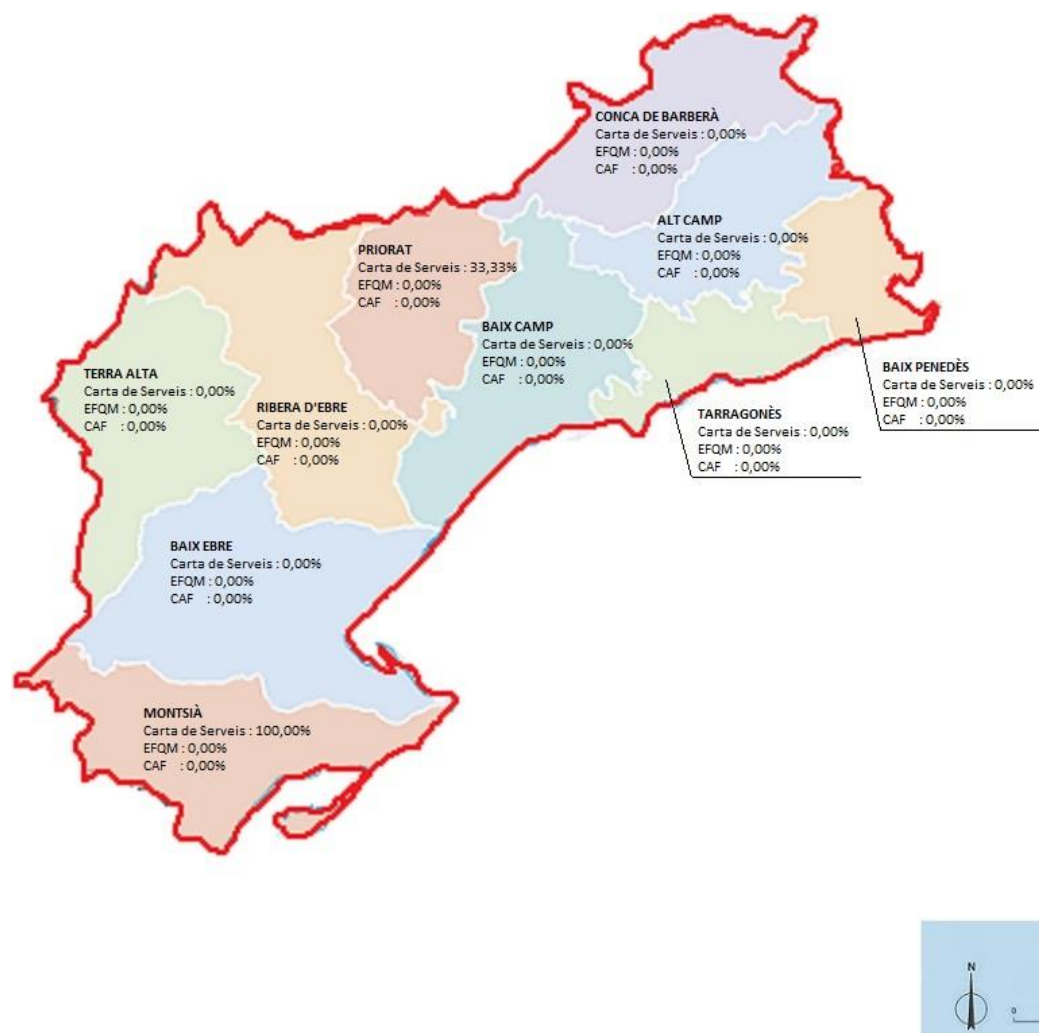 CONCA DE BARBERÀ
Carta de Serveis : 0,00%
EFQM : 0,00%
CAF : 0,00%
ALT CAMP
Carta de Serveis : 0,00%
EFQM : 0,00%
CAF : 0,00%
PRIORAT
Carta de Serveis : 33,33%
EFQM : 0,00%
CAF : 0,00%
BAIX CAMP
Carta de Serveis : 0,00%
EFQM : 0,00%
CAF : 0,00%
BAIX PENEDÈS
Carta de Serveis : 0,00%
EFQM : 0,00%
CAF : 0,00%
TERRA ALTA
Carta de Serveis : 0,00%
EFQM : 0,00%
CAF : 0,00%
RIBERA D'EBRE
Carta de Serveis : 0,00%
EFQM : 0,00%
CAF : 0,00%
TARRAGONÈS
Carta de Serveis : 0,00%
EFQM : 0,00%
CAF : 0,00%
BAIX EBRE
Carta de Serveis : 0,00%
EFQM : 0,00%
CAF : 0,00%
MONTSIÀ
Carta de Serveis : 100,00%
EFQM : 0,00%
CAF : 0,00%
N
0